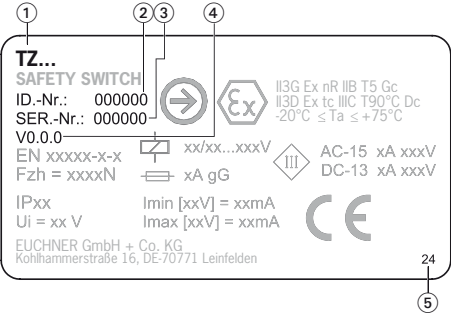 1 2 3 4
TZ...
SAFETY SWITCH
ID.-Nr.: 000000
SER.-Nr.: 000000
V0.0.0
EN xxxxx-x-x
Fzh = xxxxN
IPxx
Ui = xx V
xx/xx...xxxV
xA gG
Imin [xxV] = xxmA
Imax [xxV] = xxmA
Ex
II3G Ex nR IIB T5 Gc
II3D Ex tc IIIC T90°C Dc
-20°C ≤Ta ≤+75°C
III
AC-15 xA xxxV
DC-13 xA xxxV
CE
EUCHNER GmbH + Co. KG
Kohlhammerstraße 16, DE-70771 Leinfelden
24
5